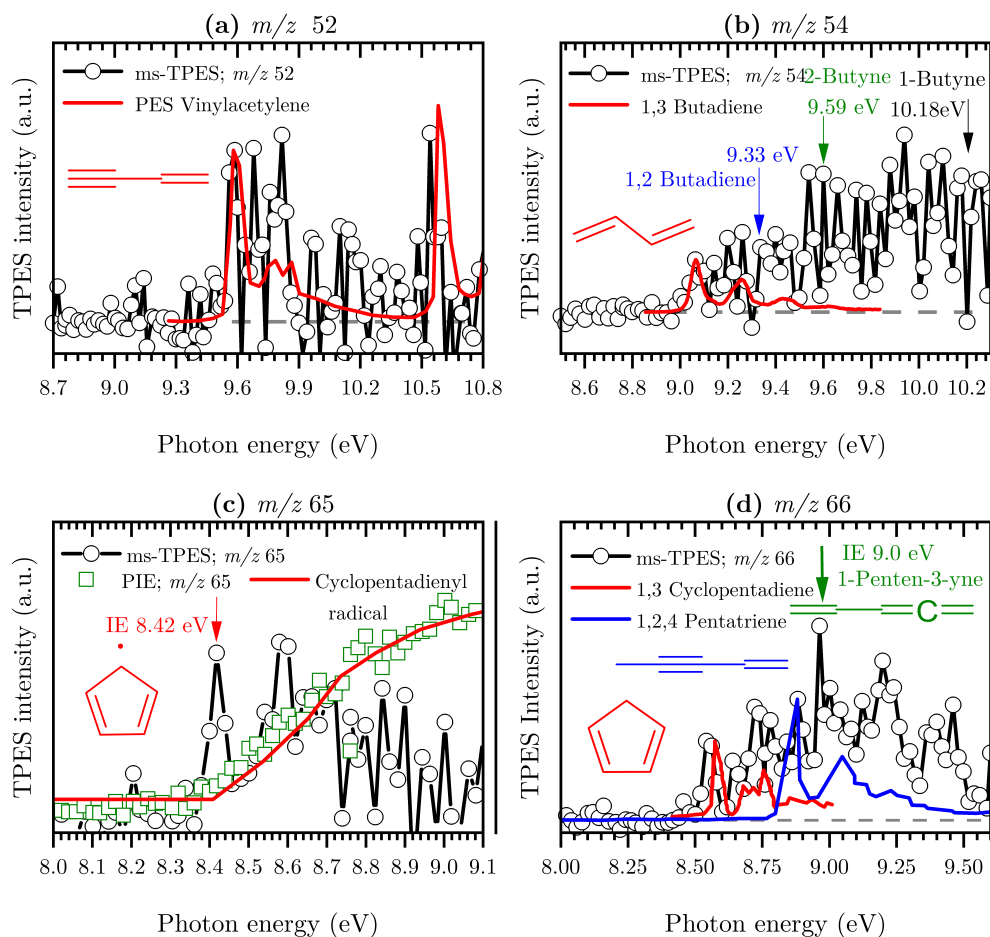 (a) m/z 52
TPES intensity (a.u.)
ms-TPES; m/z 52
PES Vinylacetylene
8.7 9.0 9.3 9.6 9.9 10.2 10.5 10.8
Photon energy (eV)
(b) m/z 54
TPES intensity (a.u.)
ms-TPES; m/z 54
1,3 Butadiene
2-Butyne
9.59 eV
1-Butyne
10.18eV
9.33 eV
1,2 Butadiene
8.6 8.8 9.0 9.2 9.4 9.6 9.8 10.0 10.2
Photon energy (eV)
(c) m/z 65
TPES intensity (a.u.)
ms-TPES; m/z 65
PIE; m/z 65
Cyclopentadienyl
radical
IE 8.42 eV
8.0 8.1 8.2 8.3 8.4 8.5 8.6 8.7 8.8 8.9 9.0 9.1
Photon energy (eV)
(d) m/z 66
TPES Intensity (a.u.)
ms-TPES; m/z 66
1,3 Cyclopentadiene
1,2,4 Pentatriene
IE 9.0 eV
1-Penten-3-yne
C
8.00 8.25 8.50 8.75 9.00 9.25 9.50
Photon energy (eV)